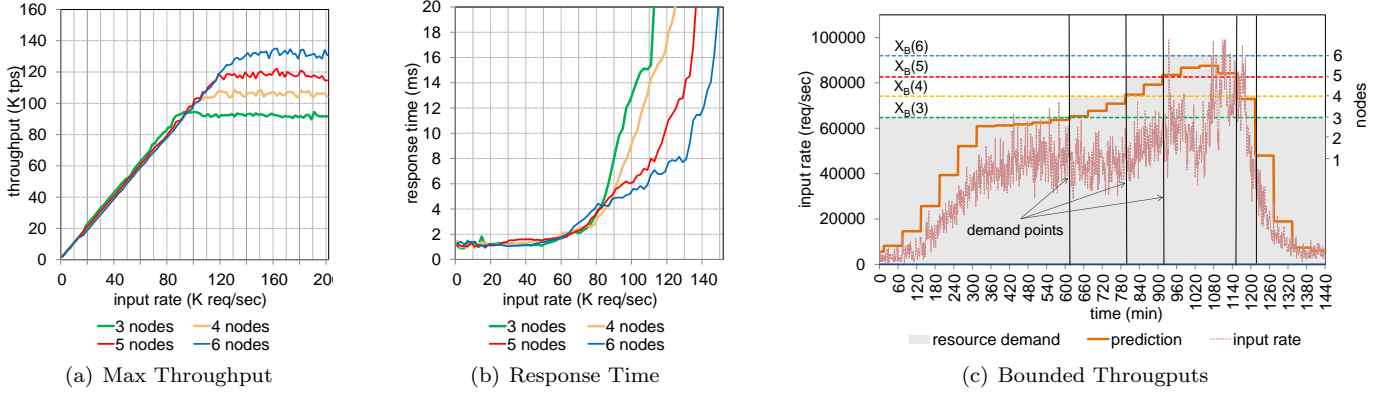 throughput (K tps)
160
140
120
100
80
60
40
20
0
0 40 80 120 160 200
input rate (K req/sec)
3 nodes 4 nodes
5 nodes 6 nodes
(a) Max Throughput
response time (ms)
20
18
16
14
12
10
8
6
4
2
0
0 20 40 60 80 100 120 140
input rate (K req/sec)
3 nodes 4 nodes
5 nodes 6 nodes
(b) Response Time
input rate (req/sec)
100000
80000
60000
40000
20000
0
XB(6)
XB(5)
XB(4)
XB(3)
demand points
6
5
4
3
2
1
nodes
0 60 120 180 240 300 360 420 480 540 600 660 720 780 840 900 960 1020 1080 1140 1200 1260 1320 1380 1440
time (min)
resource demand prediction input rate
(c) Bounded Througputs